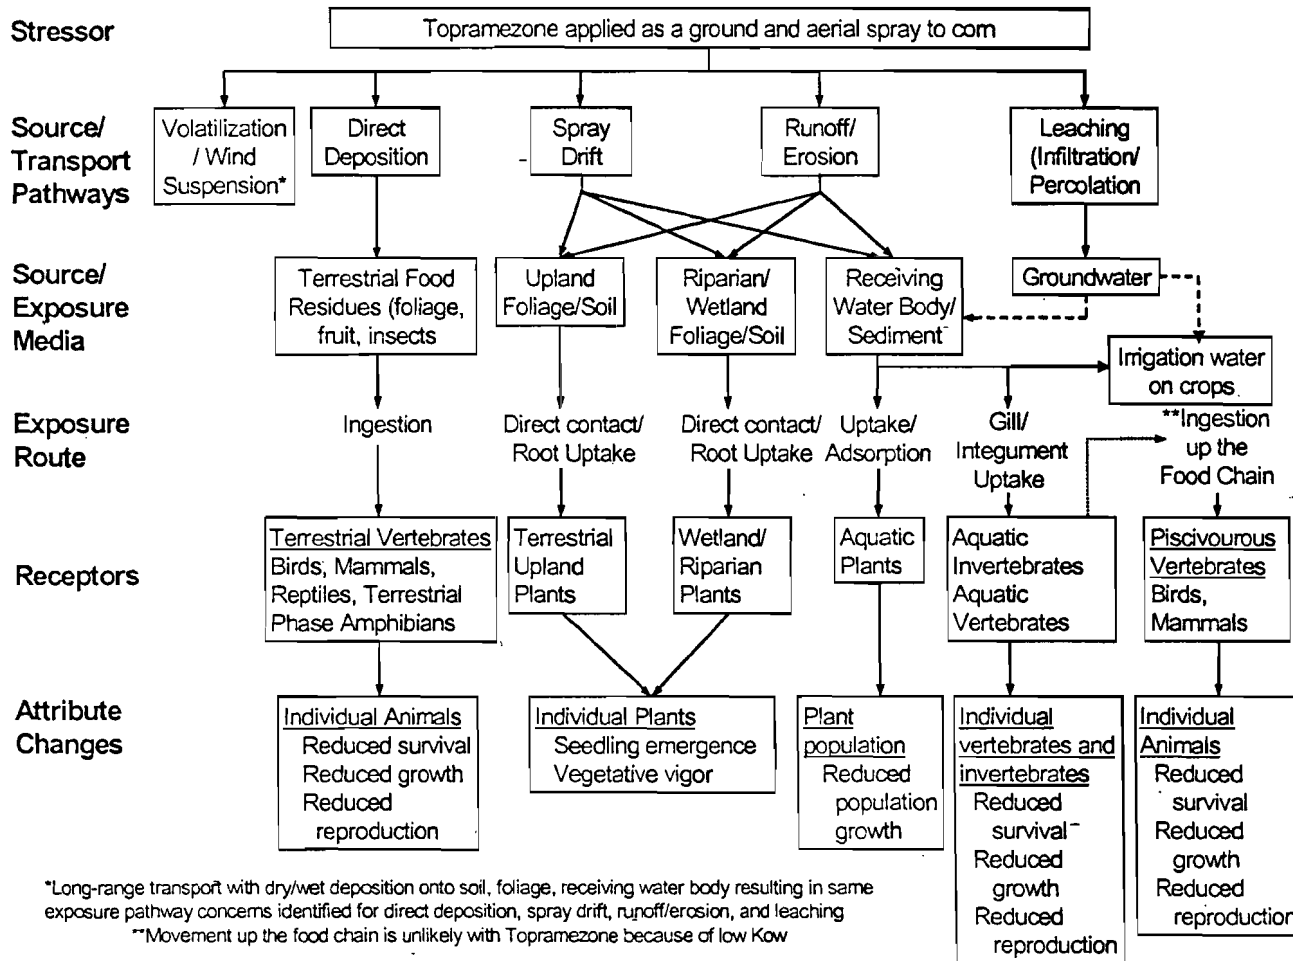 Stressor
Topramezone applied as a ground and aerial spray to corn
Source/
Transport
Pathways
Volatilization
/ Wind
Suspension*
Direct
Deposition
Spray
Drift
Runoff/
Erosion
Leaching
(Infiltration/
Percolation
Source/
Exposure
Media
Terrestrial Food
Residues (foliage,
fruit, insects
Upland
Foliage/Soil
Riparian/
Wetland
Foliage/Soil
Receiving
Water Body/
Sediment
Groundwater
Irrigation water
on crops
Exposure
Route
Ingestion
Direct contact/
Root Uptake
Direct contact/
Root Uptake
Uptake/
Adsorption
Gill/
Integument
Uptake
**Ingestion
up the
Food Chain
Receptors
Terrestrial Vertebrates
Birds, Mammals,
Reptiles, Terrestrial
Phase Amphibians
Terrestrial
Upland
Plants
Wetland/
Riparian
Plants
Aquatic
Plants
Aquatic
Invertebrates
Aquatic
Vertebrates
Piscivourous
Vertebrates
Birds,
Mammals
Attribute
Changes
Individual Animals
Reduced survival
Reduced growth
Reduced
reproduction
Individual Plants
Seedling emergence
Vegetative vigor
Plant
population
Reduced
population
growth
Individual
vertebrates and
invertebrates
Reduced
survival
Reduced
growth
Reduced
reproduction
Individual
Animals
Reduced
survival
Reduced
growth
Reduced
reproduction
*Long-range transport with dry/wet deposition onto soil, foliage, receiving water body resulting in same
exposure pathway concerns identified for direct deposition, spray drift, runoff/erosion, and leaching
**Movement up the food chain is unlikely with Topramezone because of low Kow